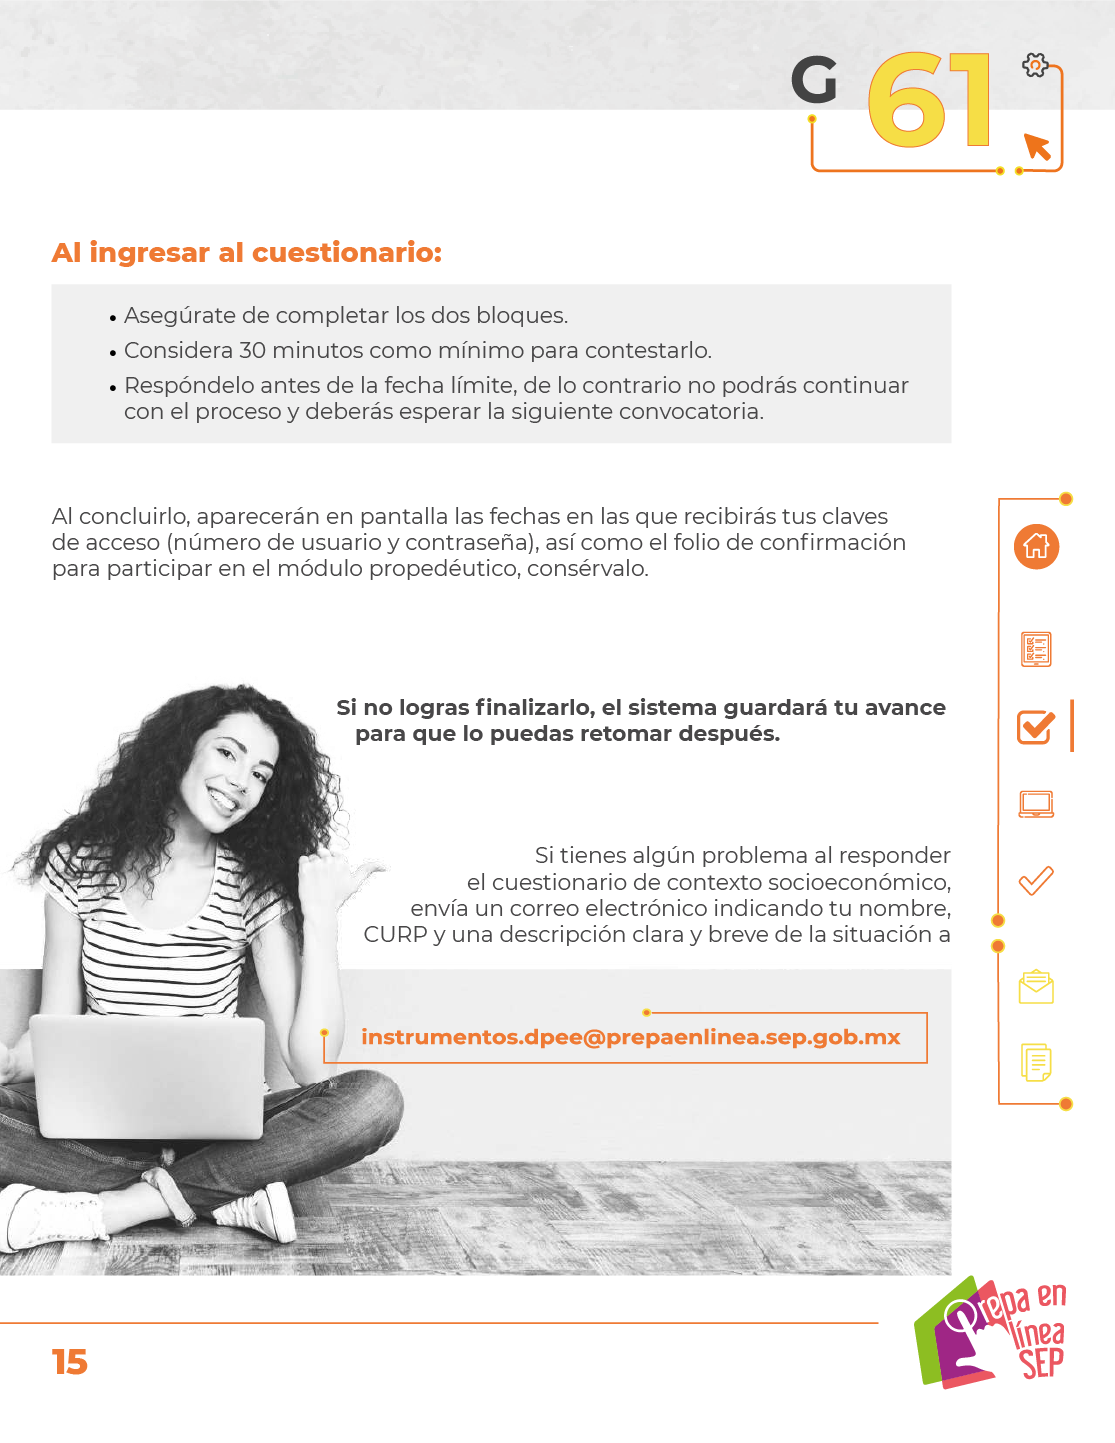 G 61
Al ingresar al cuestionario:
• Asegúrate de completar los dos bloques.
• Considera 30 minutos como mínimo para contestarlo.
• Respóndelo antes de la fecha límite, de lo contrario no podrás continuar
con el proceso y deberás esperar la siguiente convocatoria.
Al concluirlo, aparecerán en pantalla las fechas en las que recibirás tus claves
de acceso (número de usuario y contraseña), así como el folio de confirmación
para participar en el módulo propedéutico, consérvalo.
Si no logras finalizarlo, el sistema guardará tu avance
para que lo puedas retomar después.
Si tienes algún problema al responder
el cuestionario de contexto socioeconómico,
envía un correo electrónico indicando tu nombre,
CURP y una descripción clara y breve de la situación a
instrumentos.dpee@prepaenlinea.sep.gob.mx
Prepa en
línea
SEP
15